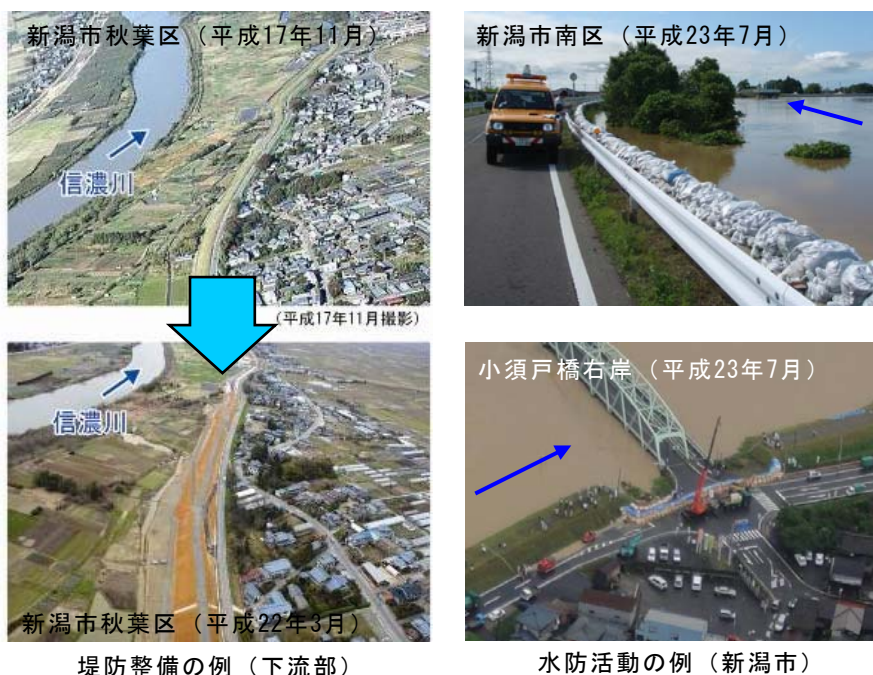 新潟市秋葉区（平成17年11月）
信濃川
（平成17年11月撮影）
信濃川
新潟市秋葉区（平成22年3月）
堤防整備の例（下流部）
新潟市南区（平成23年7月）
小須戸橋右岸（平成23年7月）
水防活動の例（新潟市）